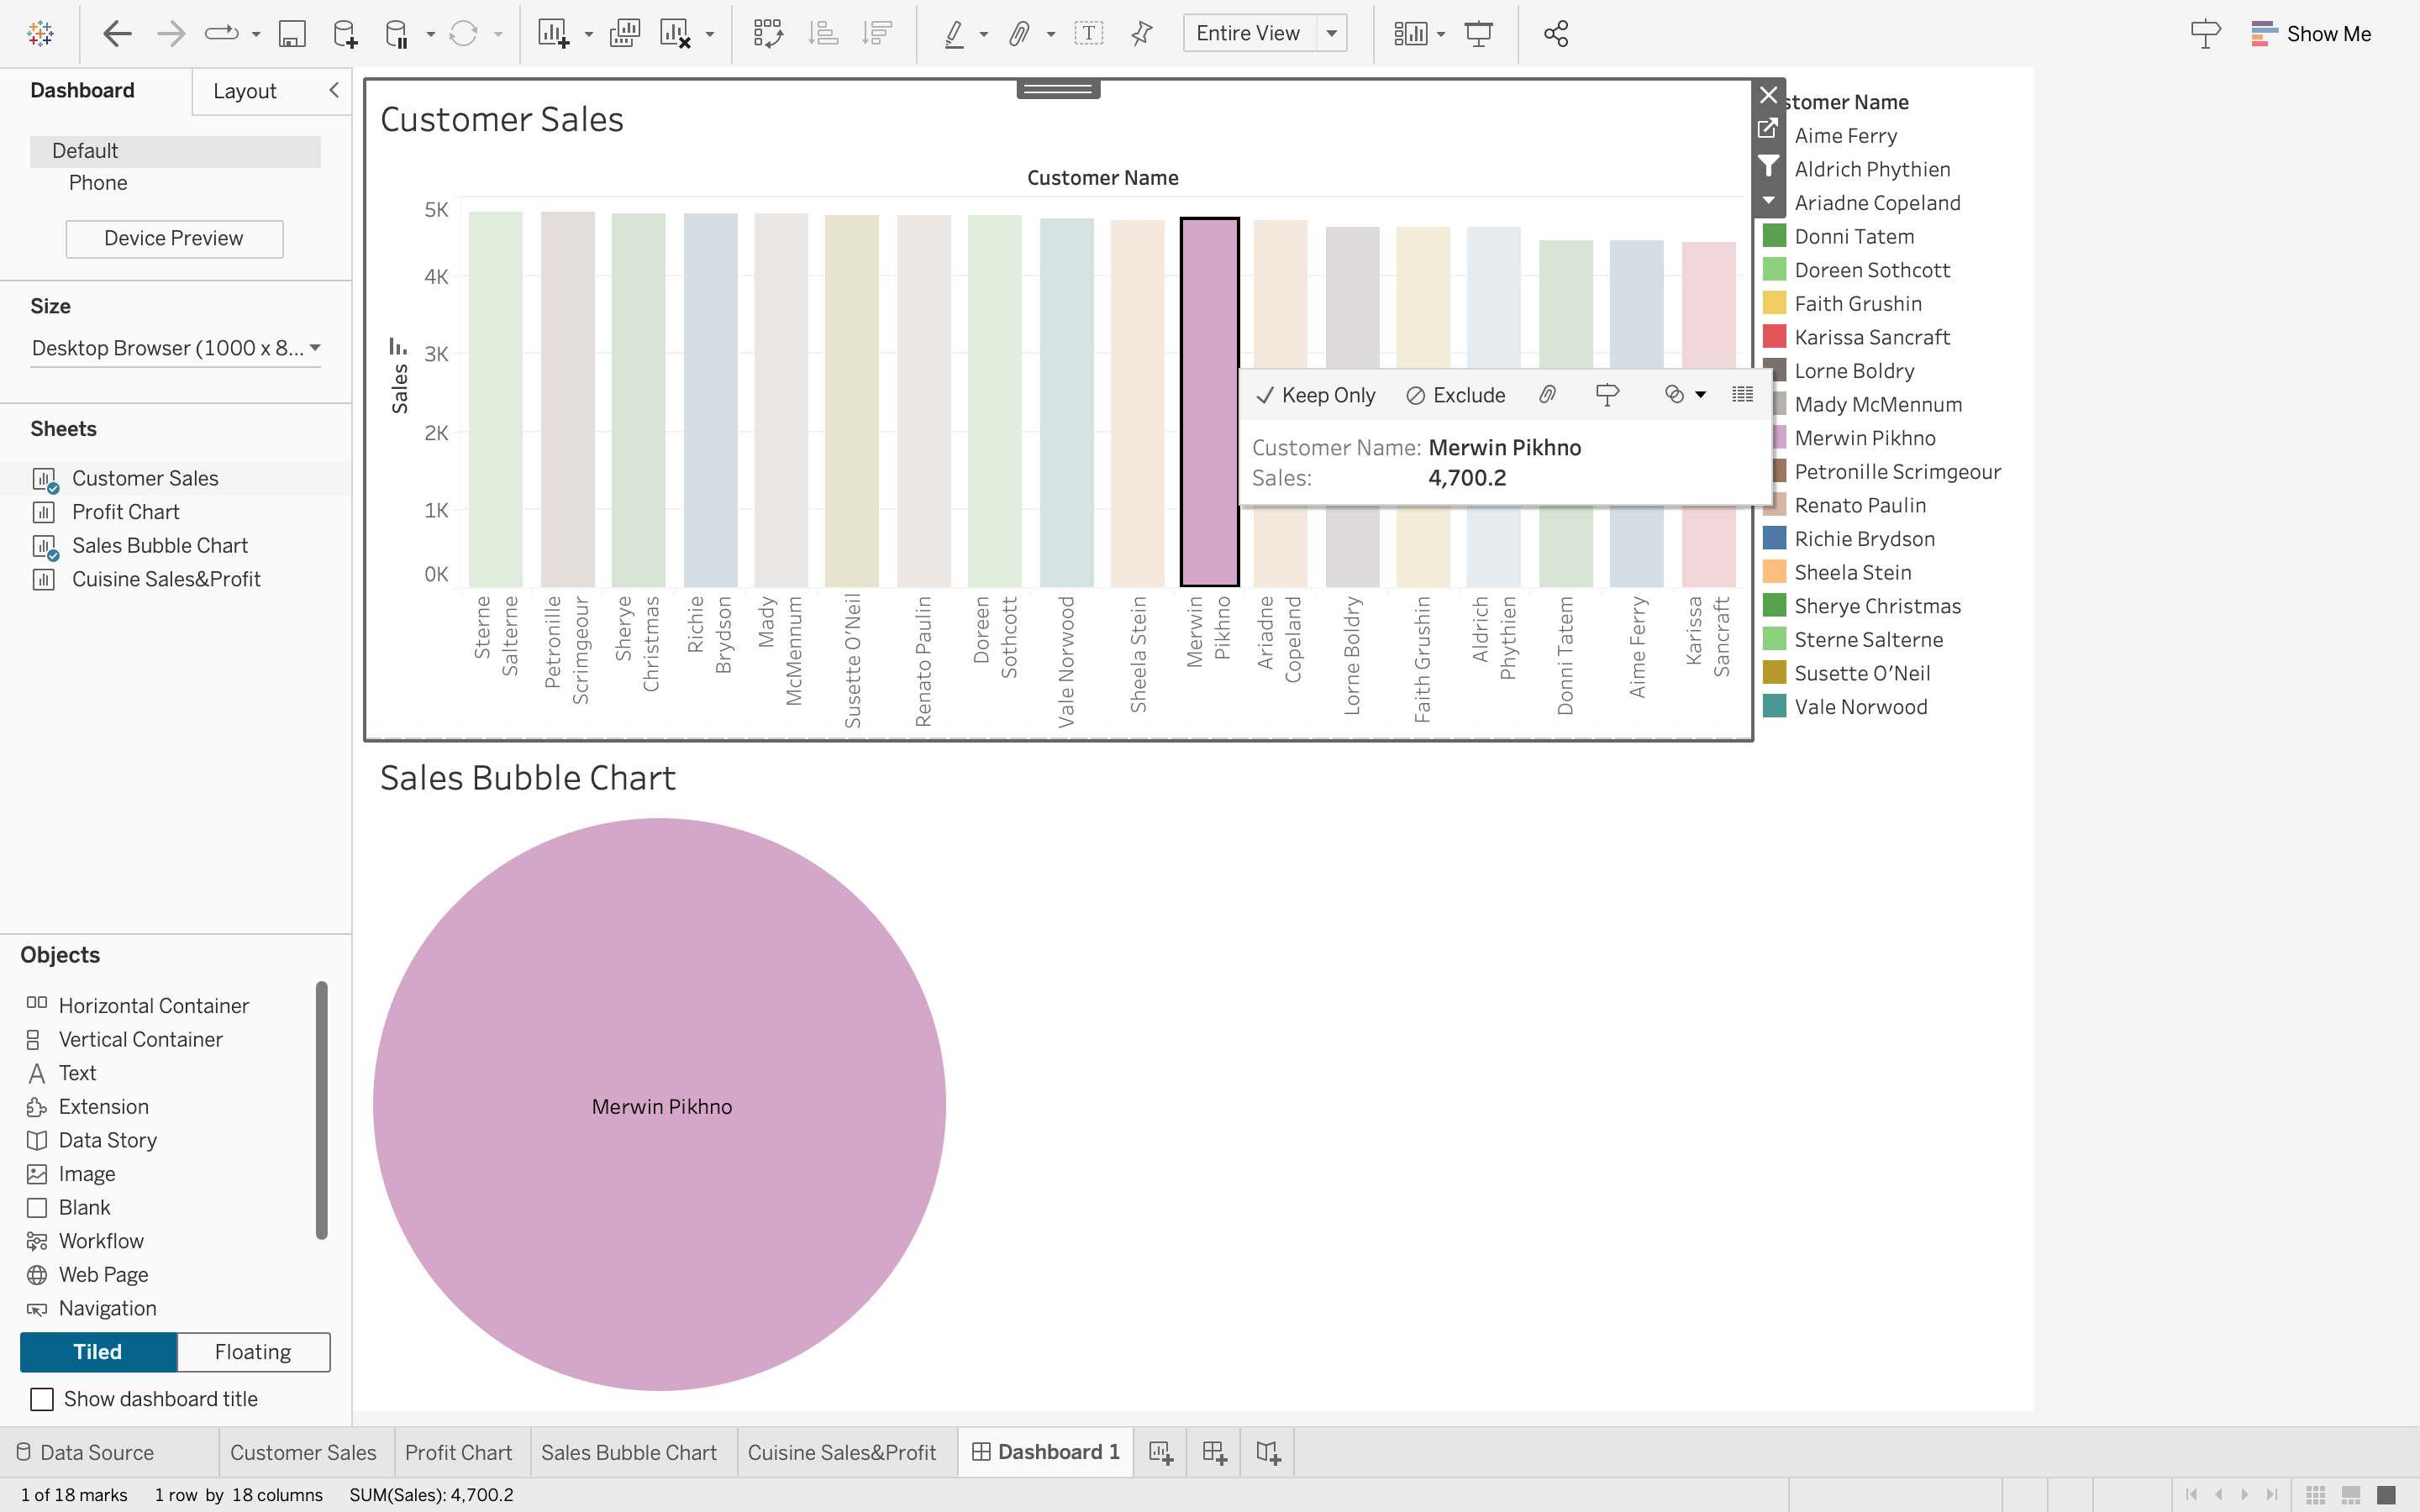 Entire View
Show Me
Dashboard
Layout
Default
Phone
Device Preview
Size
Desktop Browser (1000 x 8...
Sheets
Customer Sales
Profit Chart
Sales Bubble Chart
Cuisine Sales&Profit
Objects
Horizontal Container
Vertical Container
Text
Extension
Data Story
Image
Blank
Workflow
Web Page
Navigation
Tiled
Floating
Show dashboard title
Customer Sales
Customer Name
Sales
5K
4K
3K
2K
1K
0K
Sterne
Salterne
Petronille
Scrimgeour
Sherye
Christmas
Richie
Brydson
Mady
McMennum
Susette O'Neil
Renato Paulin
Doreen
Sothcott
Vale Norwood
Sheela Stein
Merwin
Pikhno
Ariadne
Copeland
Lorne Boldry
Faith Grushin
Aldrich
Phythien
Donni Tatem
Aime Ferry
Karissa
Sancraft
Keep Only
Exclude
Customer Name: Merwin Pikhno
Sales: 4,700.2
stomer Name
Aime Ferry
Aldrich Phythien
Ariadne Copeland
Donni Tatem
Doreen Sothcott
Faith Grushin
Karissa Sancraft
Lorne Boldry
Mady McMennum
Merwin Pikhno
Petronille Scrimgeour
Renato Paulin
Richie Brydson
Sheela Stein
Sherye Christmas
Sterne Salterne
Susette O'Neil
Vale Norwood
Sales Bubble Chart
Merwin Pikhno
Data Source
Customer Sales
Profit Chart
Sales Bubble Chart
Cuisine Sales&Profit
Dashboard 1
1 of 18 marks
1 row by 18 columns
SUM(Sales): 4,700.2